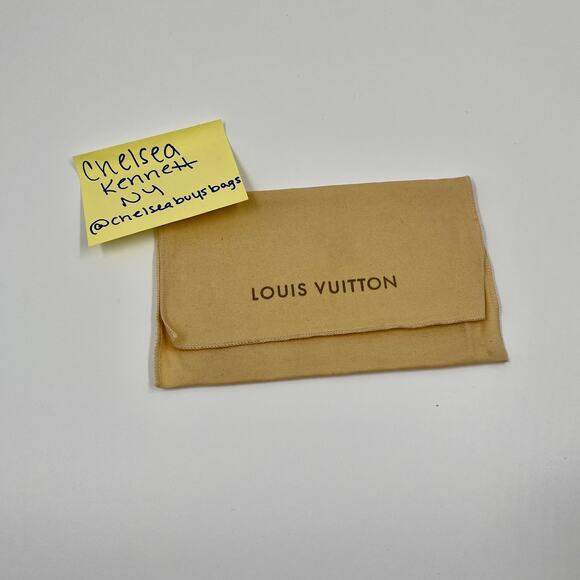 Chelsea
Kennett
NY
@chelseabuysbags
LOUIS VUITTON